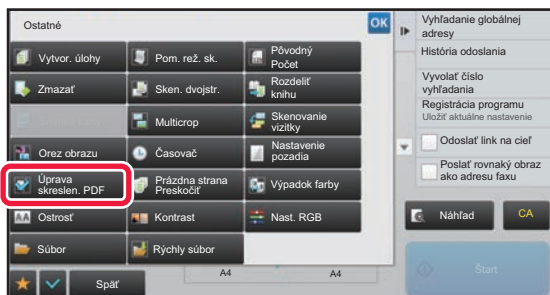 Ostatné
OK
Vytvor. úlohy
Pom. rež. sk.
Pôvodný
Počet
Zmazať
Sken. dvojstr.
Rozdeliť
knihu
Multicrop
Skenovanie
vizitky
Orez obrazu
Časovač
Nastavenie
pozadia
Úprava
skreslen. PDF
Prázdna strana
Preskočiť
Výpadok farby
AA
Ostrosť
Kontrast
Nast. RGB
Súbor
Rýchly súbor
Späť
A4
A4
Vyhľadanie globálnej
adresy
História odoslania
Vyvolať číslo
vyhľadania
Registrácia programu
Uložiť aktuálne nastavenie
Odoslať link na cieľ
Poslať rovnaký obraz
ako adresu faxu
Náhľad
CA
Štart